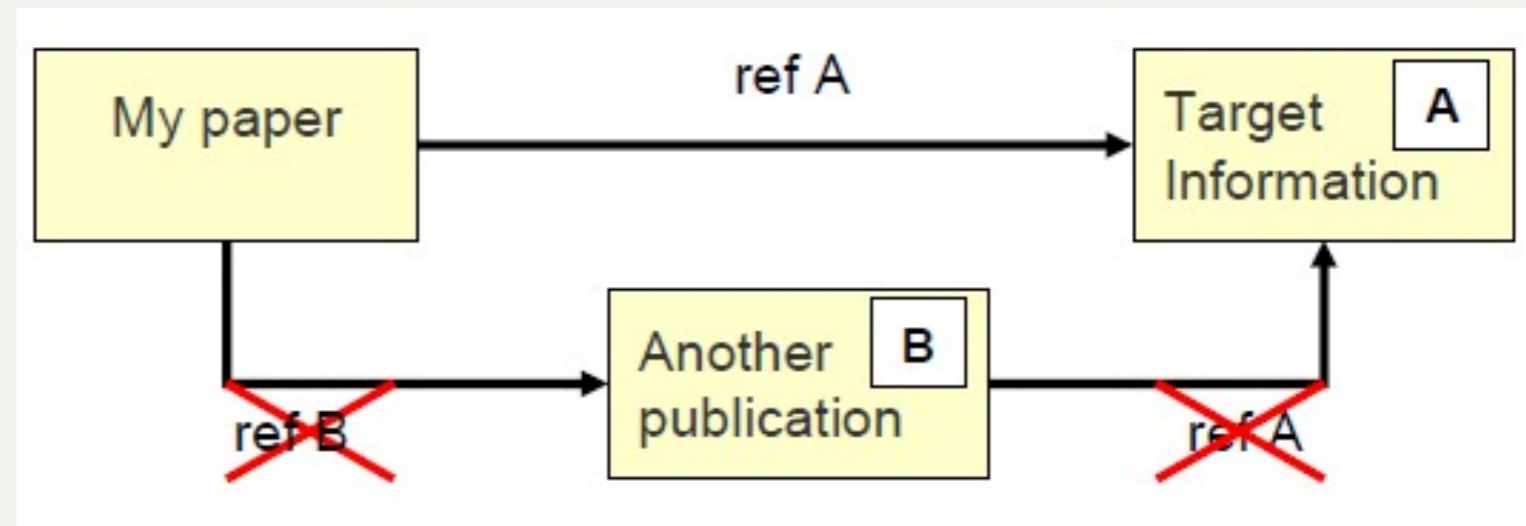 ref A
My paper
Target
Information
A
Another
publication
B
ref B
ref A